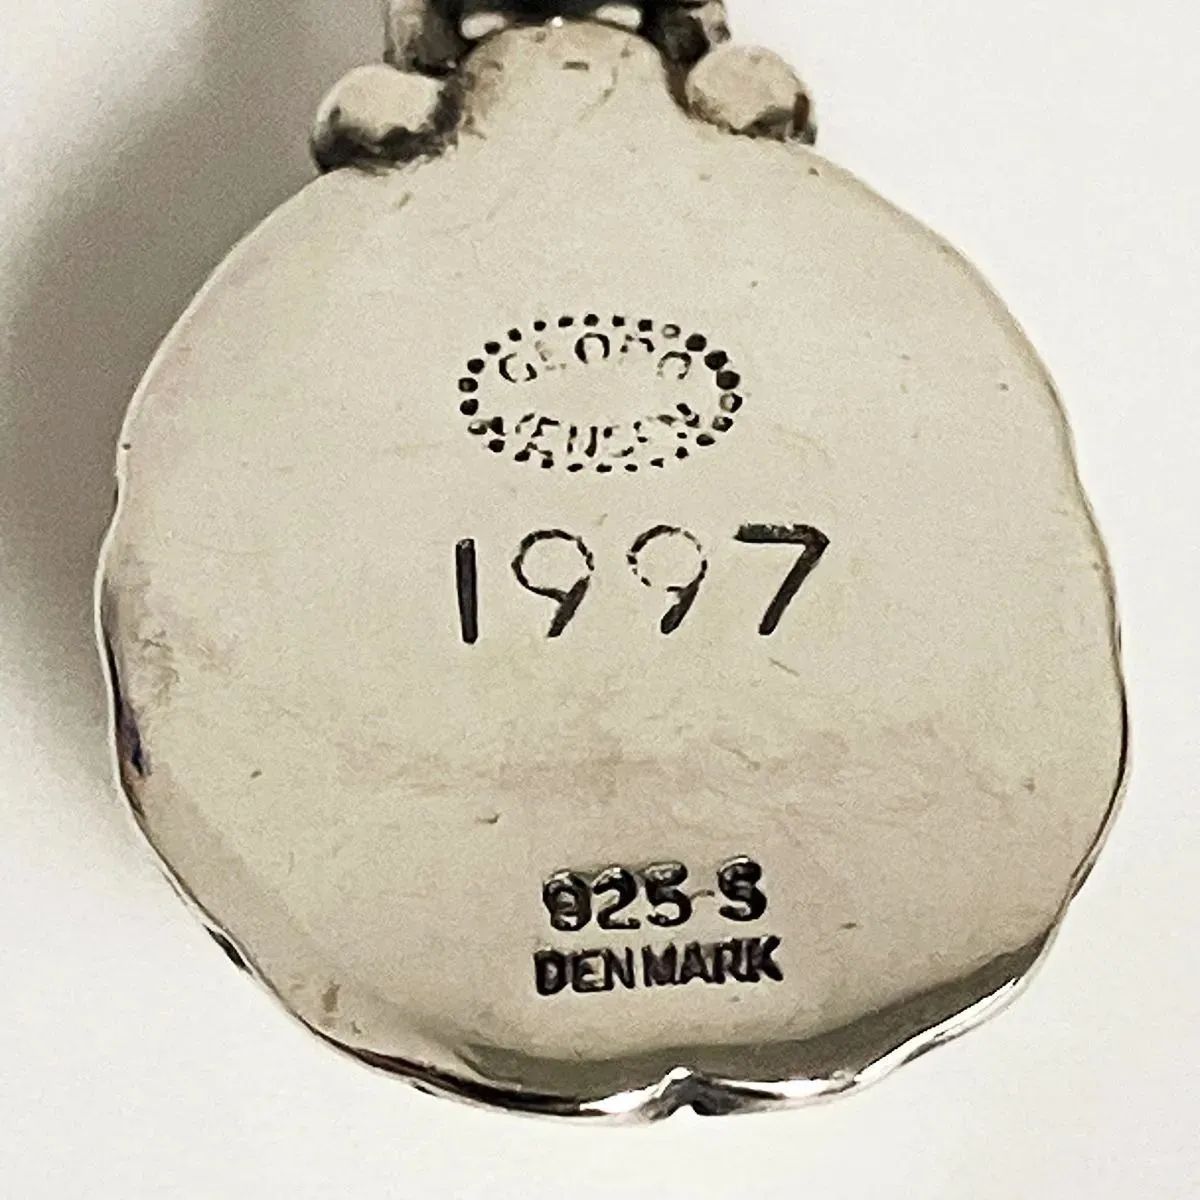 GEORG
JENSEN
1997
925 S
DENMARK